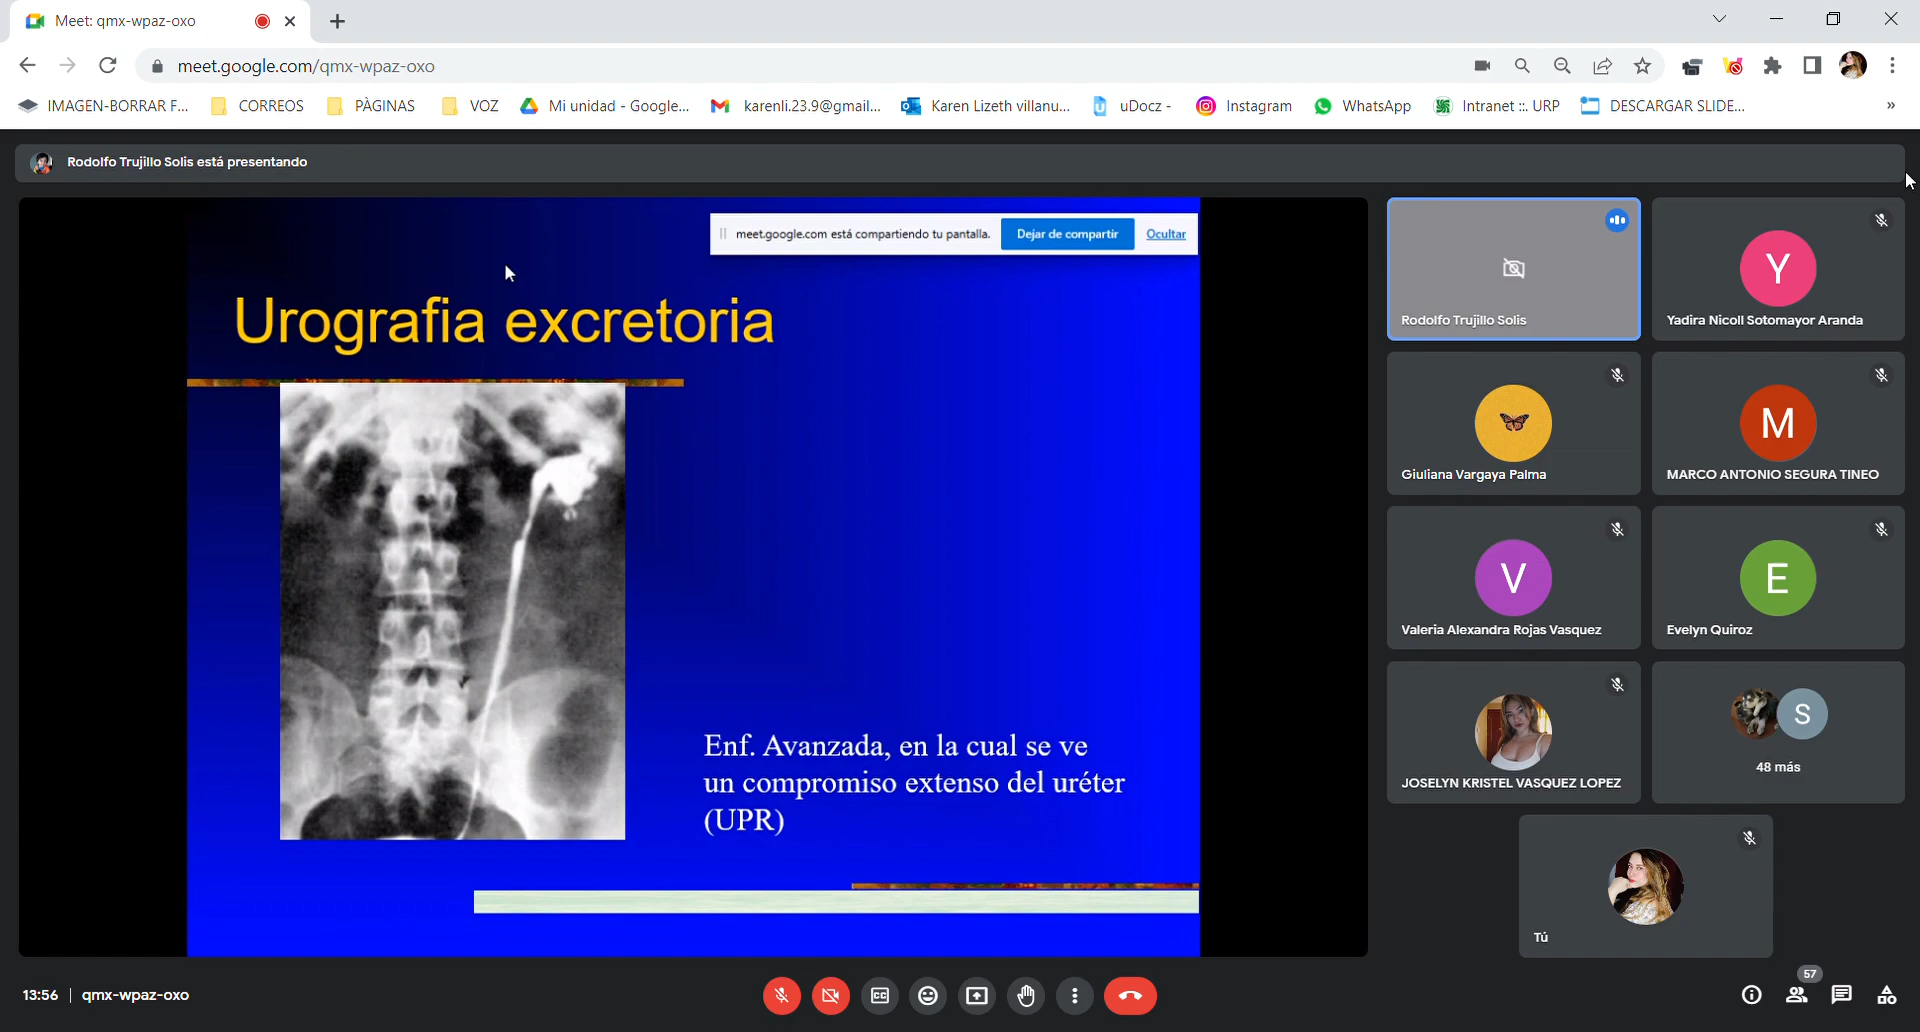 Meet: qmx-wpaz-oxo
meet.google.com/qmx-wpaz-oxo
IMAGEN-BORRAR F...
CORREOS
PÀGINAS
VOZ
Mi unidad - Google...
karenli.23.9@gmail...
Karen Lizeth villanu...
uDocz -
Instagram
WhatsApp
Intranet ::. URP
DESCARGAR SLIDE...
»
Rodolfo Trujillo Solis está presentando
meet.google.com está compartiendo tu pantalla.
Dejar de compartir
Ocultar
Urografia excretoria
Enf. Avanzada, en la cual se ve
un compromiso extenso del uréter
(UPR)
Rodolfo Trujillo Solis
Y
Yadira Nicoll Sotomayor Aranda
Giuliana Vargaya Palma
M
MARCO ANTONIO SEGURA TINEO
V
Valeria Alexandra Rojas Vasquez
E
Evelyn Quiroz
JOSELYN KRISTEL VASQUEZ LOPEZ
S
48 más
Tú
13:56 | qmx-wpaz-oxo
57